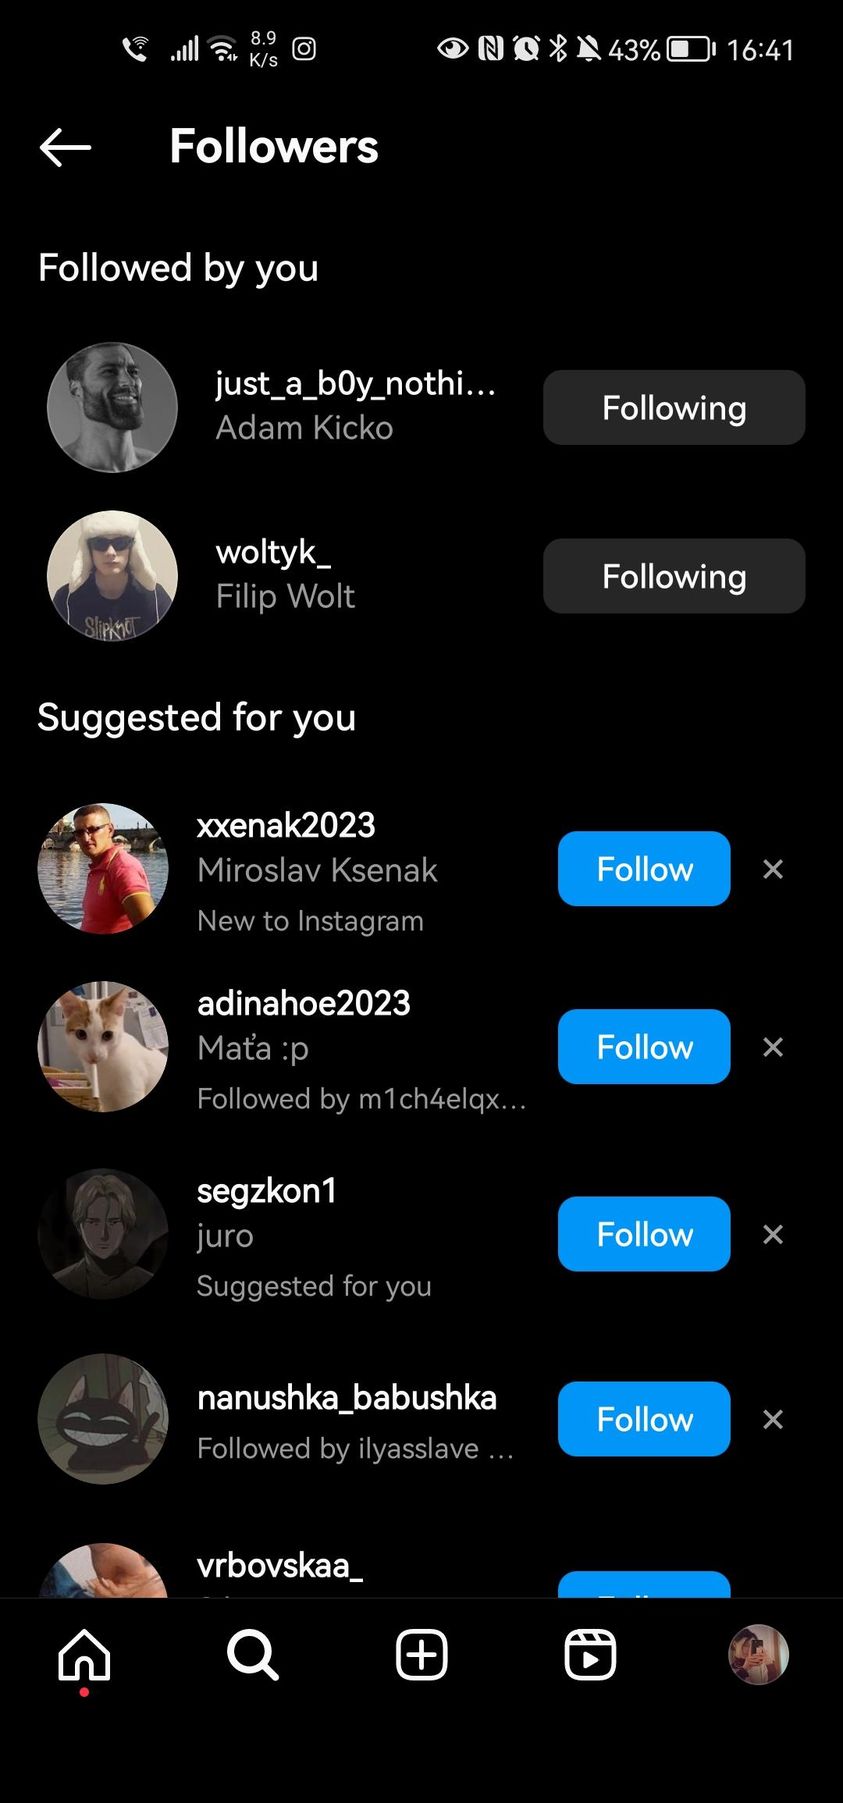 8.9
K/s
43%
16:41
Followers
Followed by you
just_a_b0y_nothi...
Adam Kicko
Following
woltyk_
Filip Wolt
Following
Slipknot
Suggested for you
xxenak2023
Miroslav Ksenak
New to Instagram
Follow
adinahoe2023
Maťa :p
Followed by m1ch4elqx...
Follow
segzkon1
juro
Suggested for you
Follow
nanushka_babushka
Followed by ilyasslave ...
Follow
vrbovskaa_